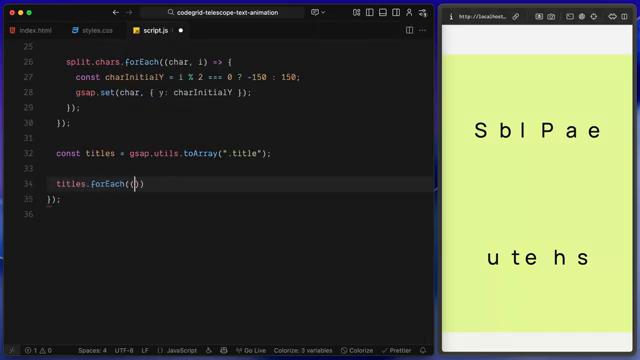 codegrid-telescope-text-animation
index.html
styles.css
JS script.js
25
26 split.chars.forEach((char, i) => {
27 const charInitialY = i % 2 === 0 ? -150 : 150;
28 gsap.set(char, { y: charInitialY });
29 });
30 });
31
32 const titles = gsap.utils.toArray(".title");
33
34 titles.forEach(())
35 });
36
1 0
Spaces: 4
UTF-8
LF
{} JavaScript
Go Live
Colorize: 3 variables
Colorize
Prettier
http://localhost...
S b l P a e
u t e h s